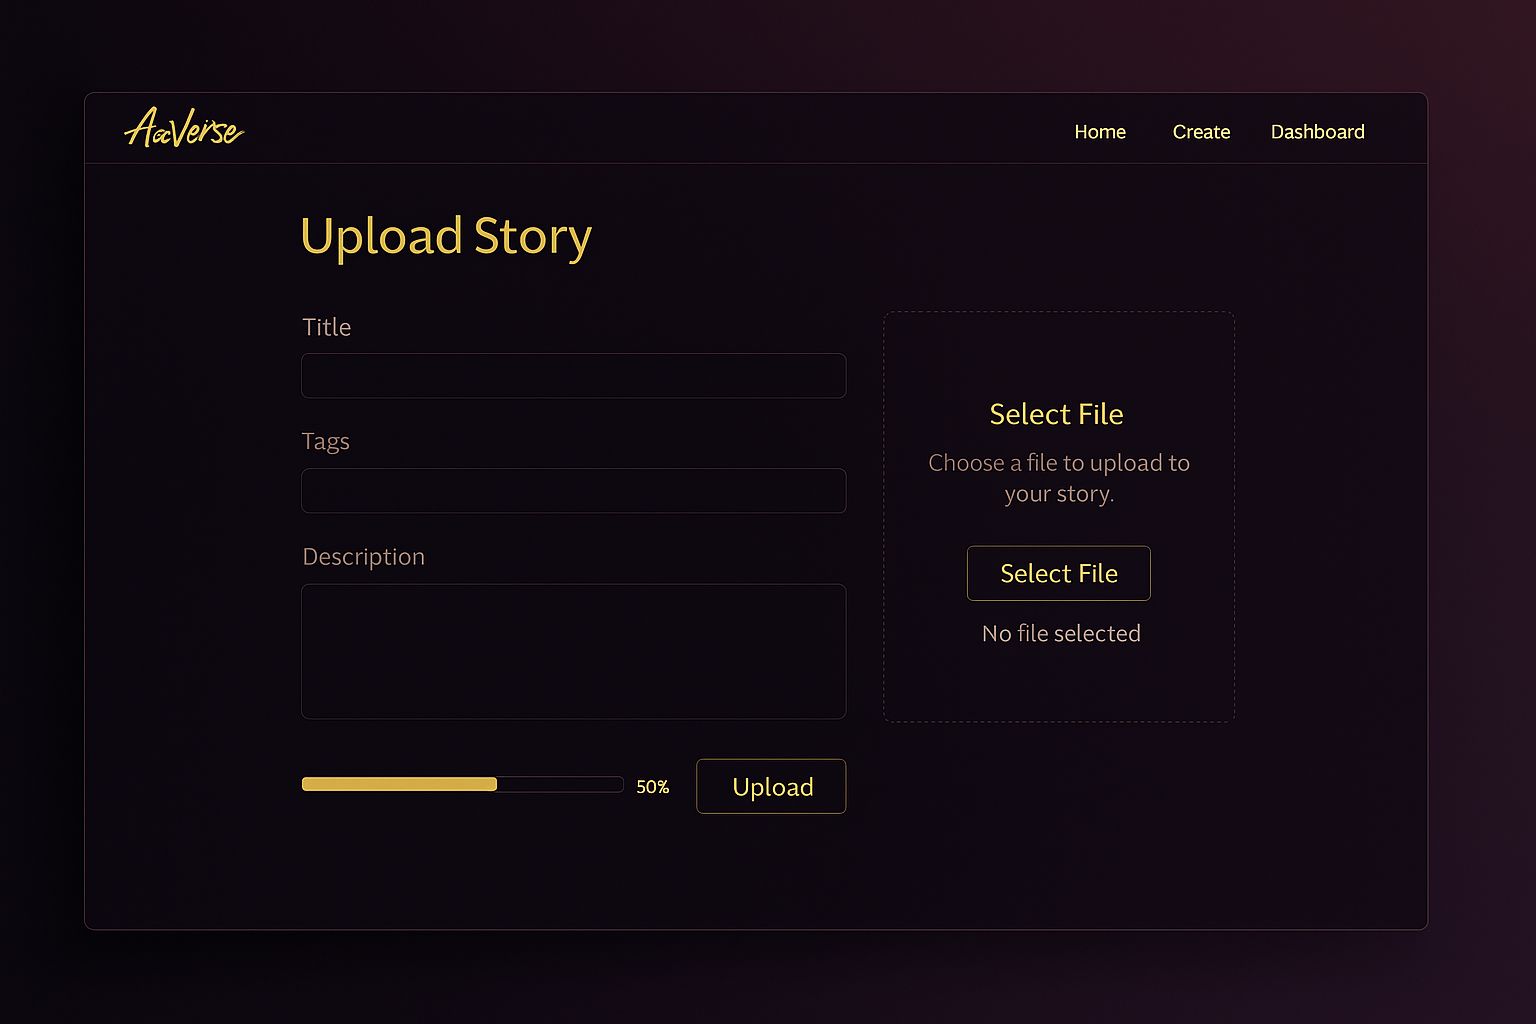 Home Create Dashboard
Upload Story
Title
Tags
Description
Select File
Choose a file to upload to
your story.
Select File
No file selected
50%
Upload